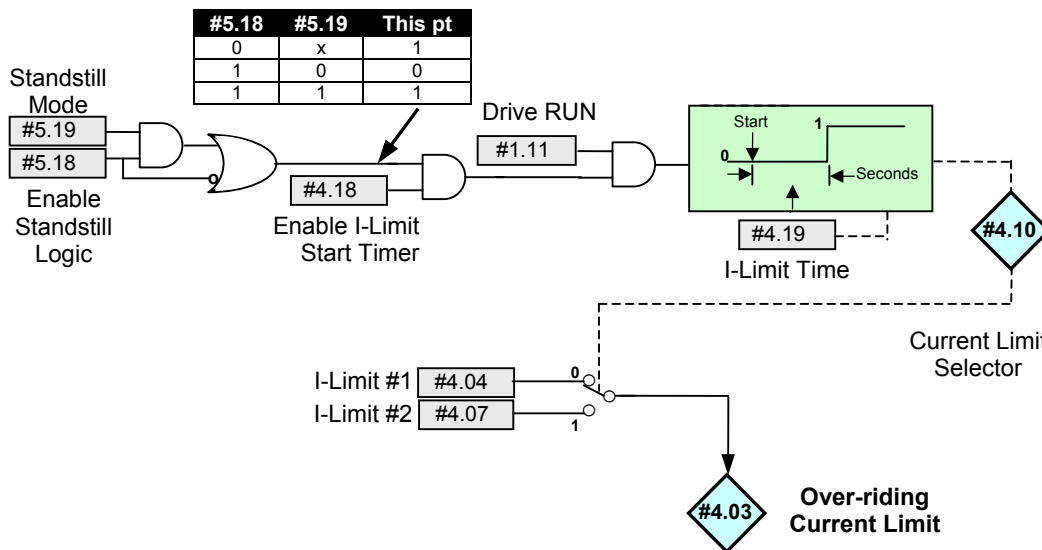 #5.18 #5.19 This pt
0 x 1
1 0 0
1 1 1
Standstill
Mode
#5.19
#5.18
Enable
Standstill
Logic
#4.18
Enable I-Limit
Start Timer
Drive RUN
#1.11
Start
1
0
Seconds
#4.19
I-Limit Time
#4.10
Current Limit
Selector
I-Limit #1 #4.04 0
I-Limit #2 #4.07 1
#4.03
Over-riding
Current Limit